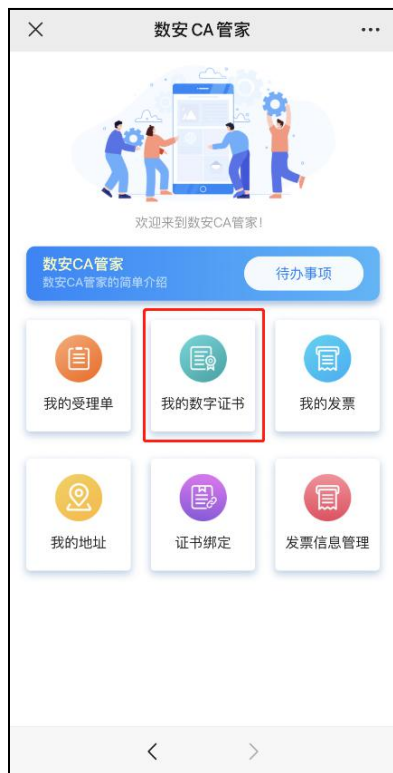 数安CA管家
欢迎来到数安CA管家!
数安CA管家
数安CA管家的简单介绍
待办事项
我的受理单
我的数字证书
我的发票
我的地址
证书绑定
发票信息管理